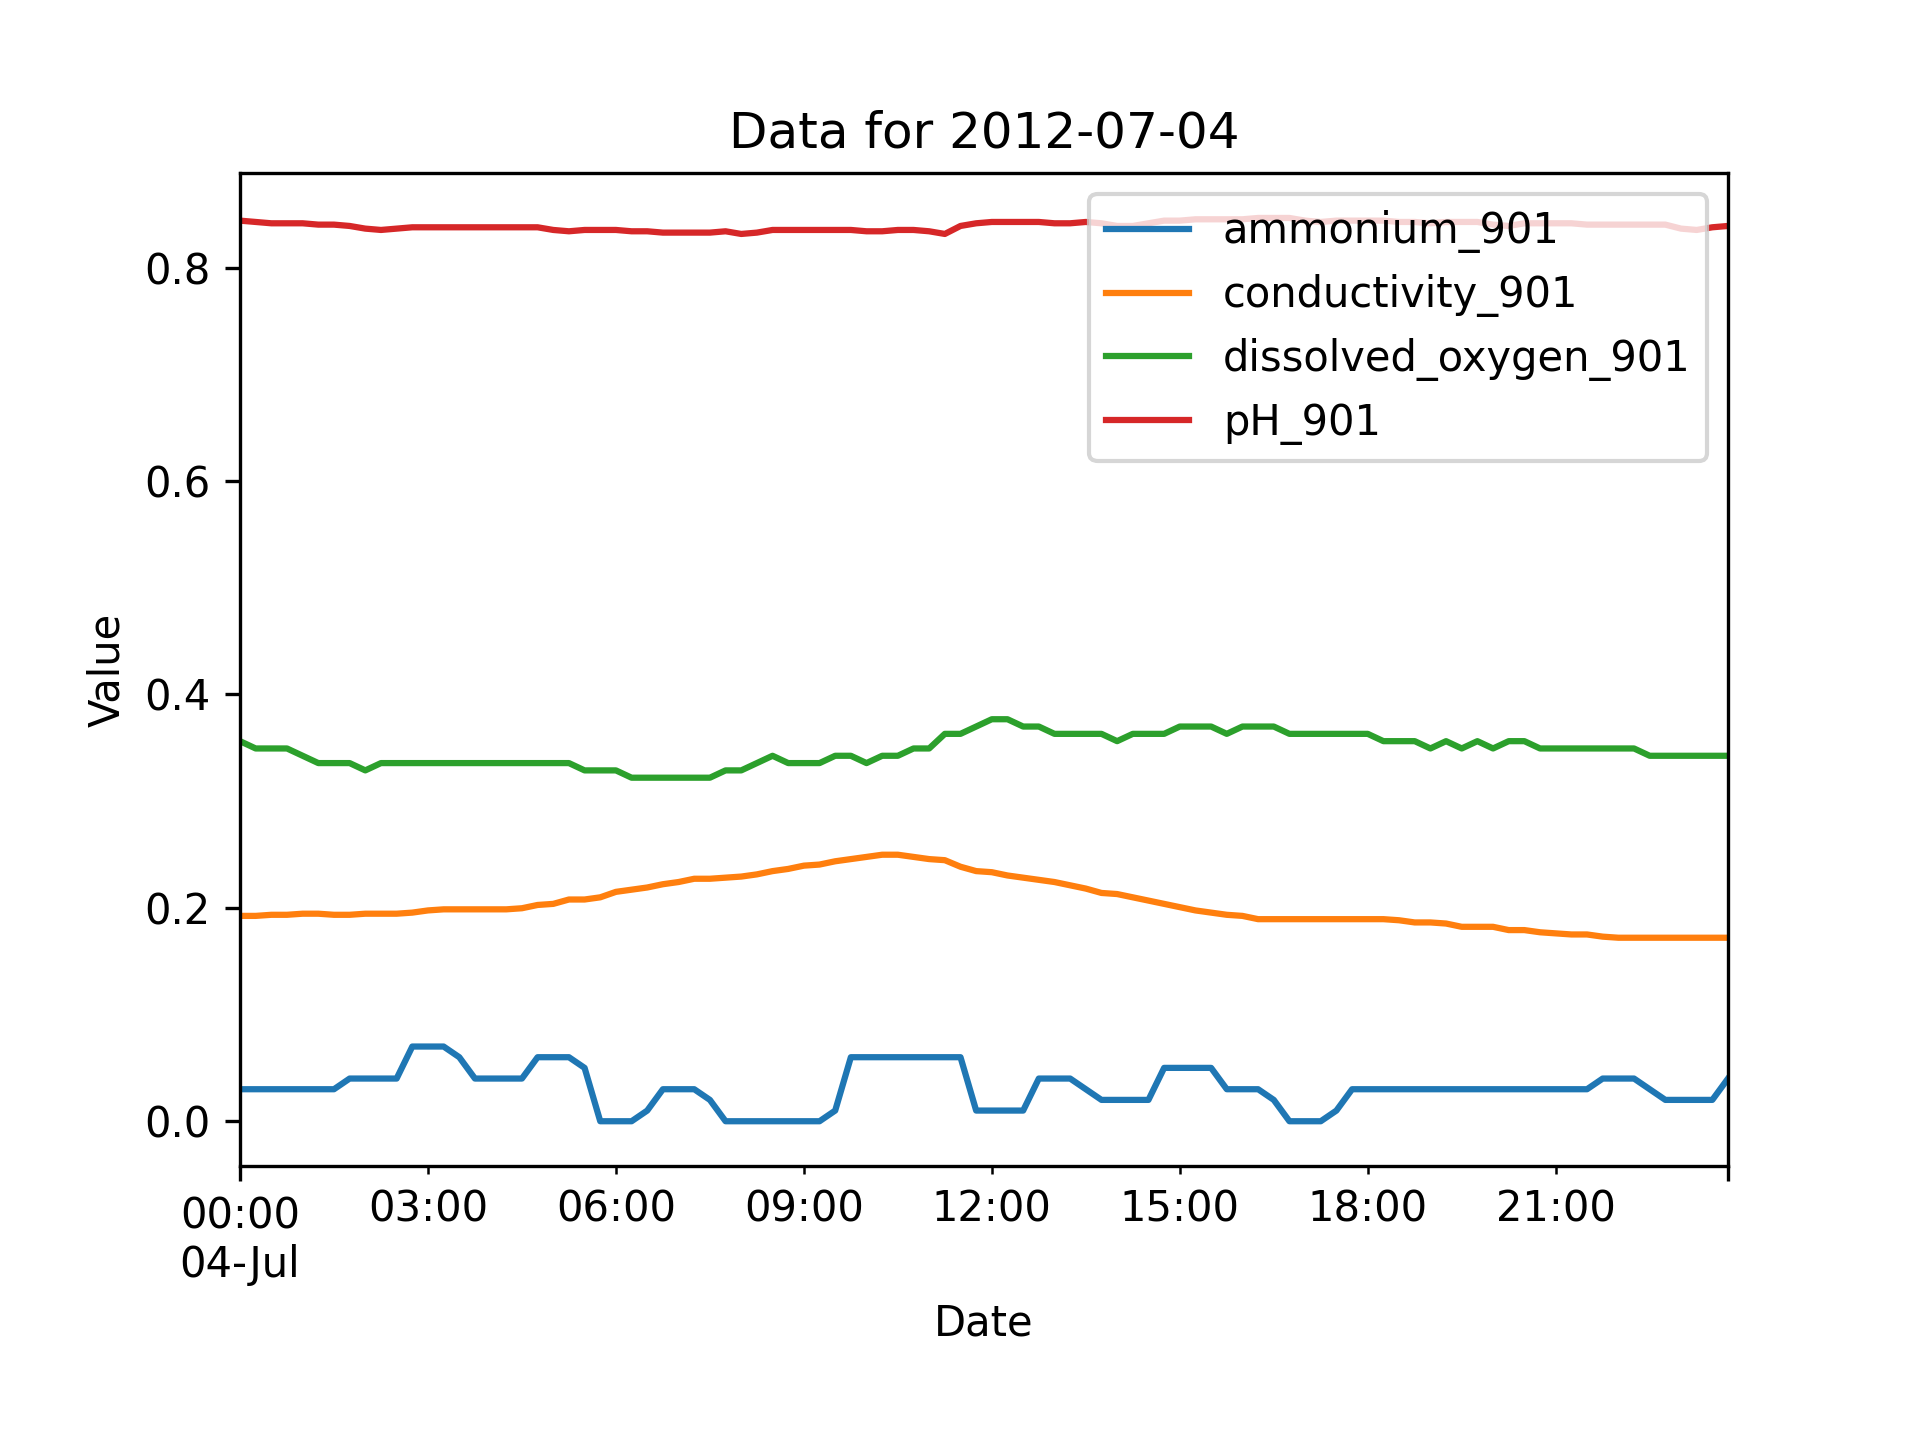 Data for 2012-07-04
ammonium_901
conductivity_901
dissolved_oxygen_901
pH_901
Value
0.8
0.6
0.4
0.2
0.0
00:00 03:00 06:00 09:00 12:00 15:00 18:00 21:00
04-Jul
Date